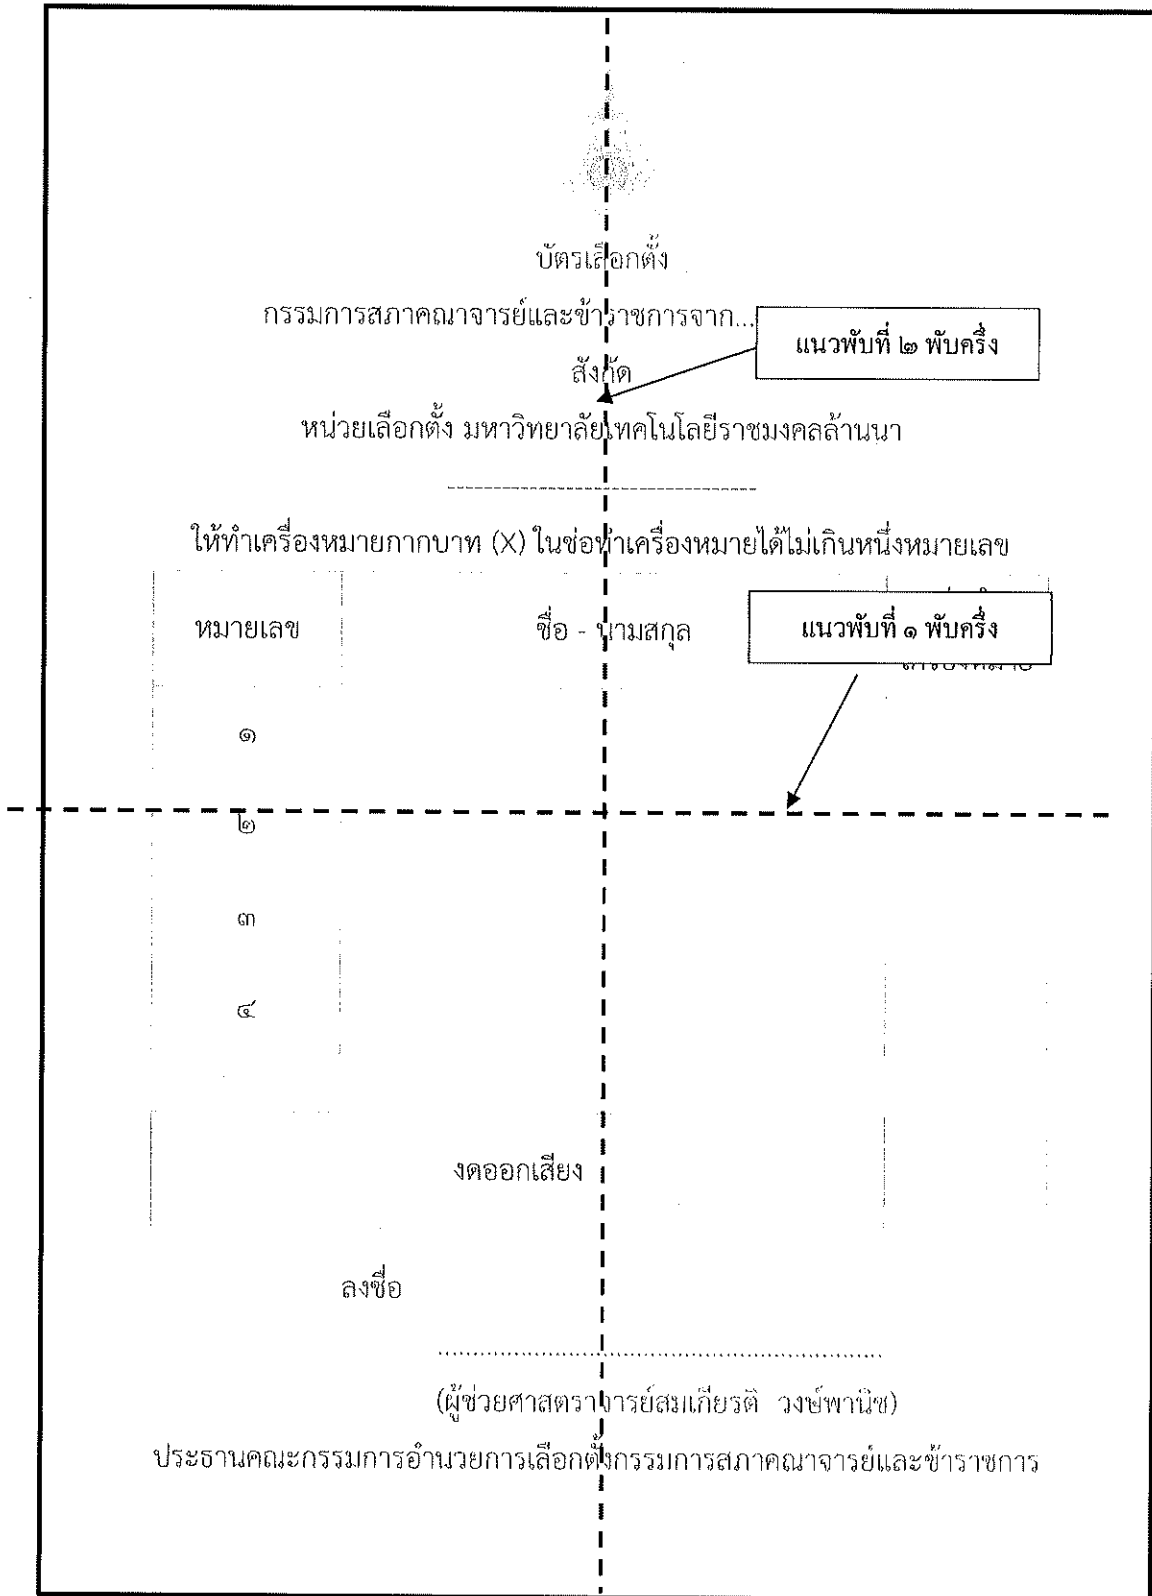 บัตรเลือกตั้ง
กรรมการสภาคณาจารย์และข้าราชการจาก...
แนวพับที่ ๒ พับครึ่ง
สังกัด
หน่วยเลือกตั้ง มหาวิทยาลัยเทคโนโลยีราชมงคลล้านนา
ให้ทำเครื่องหมายกากบาท (X) ในช่องทำเครื่องหมายได้ไม่เกินหนึ่งหมายเลข
หมายเลข ชื่อ - นามสกุล
แนวพับที่ ๑ พับครึ่ง
๑
๒
๓
๔
งดออกเสียง
ลงชื่อ
(ผู้ช่วยศาสตราจารย์สมเกียรติ วงษ์พานิช)
ประธานคณะกรรมการอำนวยการเลือกตั้งกรรมการสภาคณาจารย์และข้าราชการ